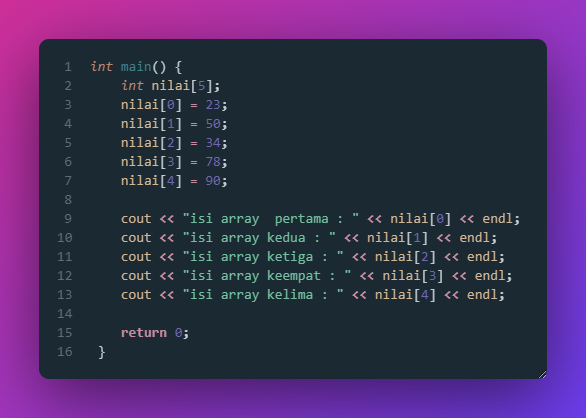 1 int main() {
2 int nilai[5];
3 nilai[0] = 23;
4 nilai[1] = 50;
5 nilai[2] = 34;
6 nilai[3] = 78;
7 nilai[4] = 90;
8
9 cout << "isi array  pertama : " << nilai[0] << endl;
10 cout << "isi array kedua : " << nilai[1] << endl;
11 cout << "isi array ketiga : " << nilai[2] << endl;
12 cout << "isi array keempat : " << nilai[3] << endl;
13 cout << "isi array kelima : " << nilai[4] << endl;
14
15 return 0;
16 }